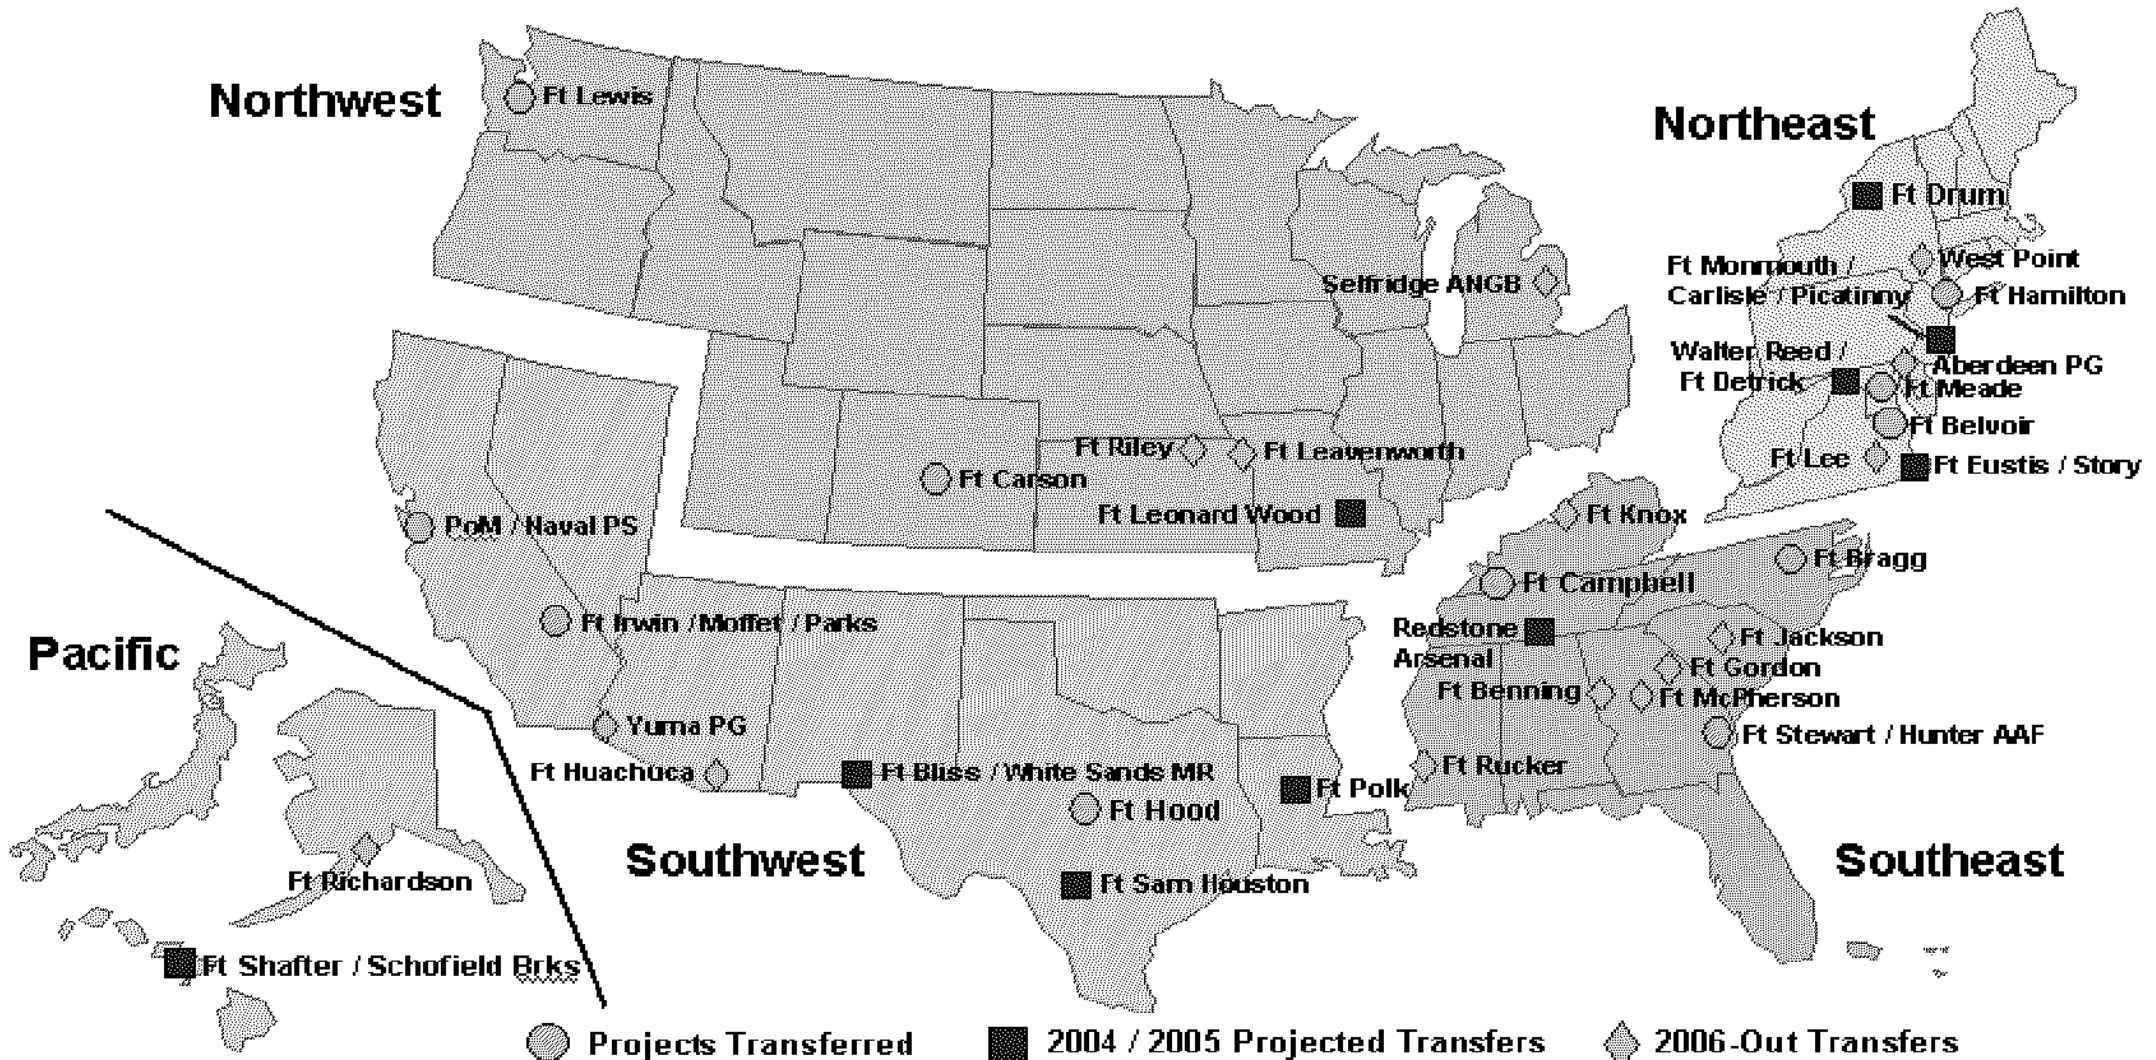 Northwest
Ft Lewis
Northeast
Ft Drum
Selfridge ANGB
Ft Monmouth /
Carlisle / Picatinny
West Point
Ft Hamilton
Walter Reed /
Ft Detrick
Aberdeen PG
Ft Meade
Ft Belvoir
Ft Lee
Ft Eustis / Story
Ft Riley
Ft Leavenworth
Ft Carson
Ft Leonard Wood
PoM / Naval PS
Ft Knox
Ft Bragg
Ft Campbell
Ft Irwin / Moffet / Parks
Pacific
Redstone
Arsenal
Ft Jackson
Ft Gordon
Ft Benning
Ft McPherson
Ft Stewart / Hunter AAF
Yuma PG
Ft Huachuca
Ft Bliss / White Sands MR
Ft Rucker
Ft Polk
Ft Hood
Southwest
Southeast
Ft Sam Houston
Ft Richardson
Ft Shafter / Schofield Brks
Projects Transferred
2004 / 2005 Projected Transfers
2006-Out Transfers